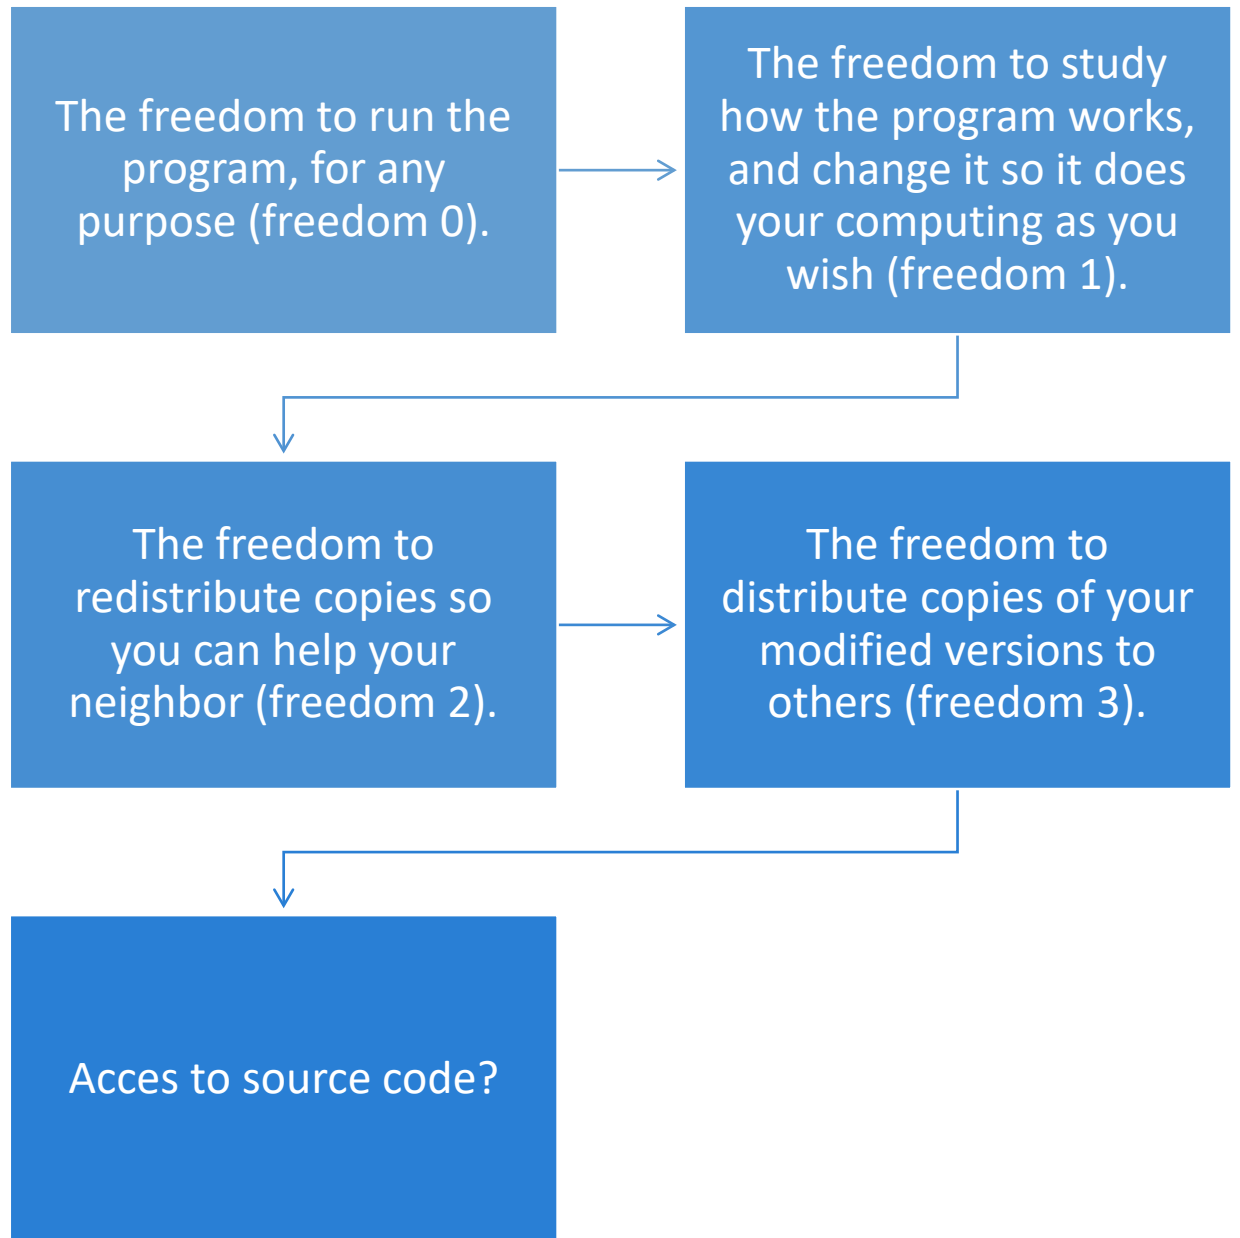 The freedom to run the
program, for any
purpose (freedom 0).
The freedom to study
how the program works,
and change it so it does
your computing as you
wish (freedom 1).
The freedom to
redistribute copies so
you can help your
neighbor (freedom 2).
The freedom to
distribute copies of your
modified versions to
others (freedom 3).
Acces to source code?